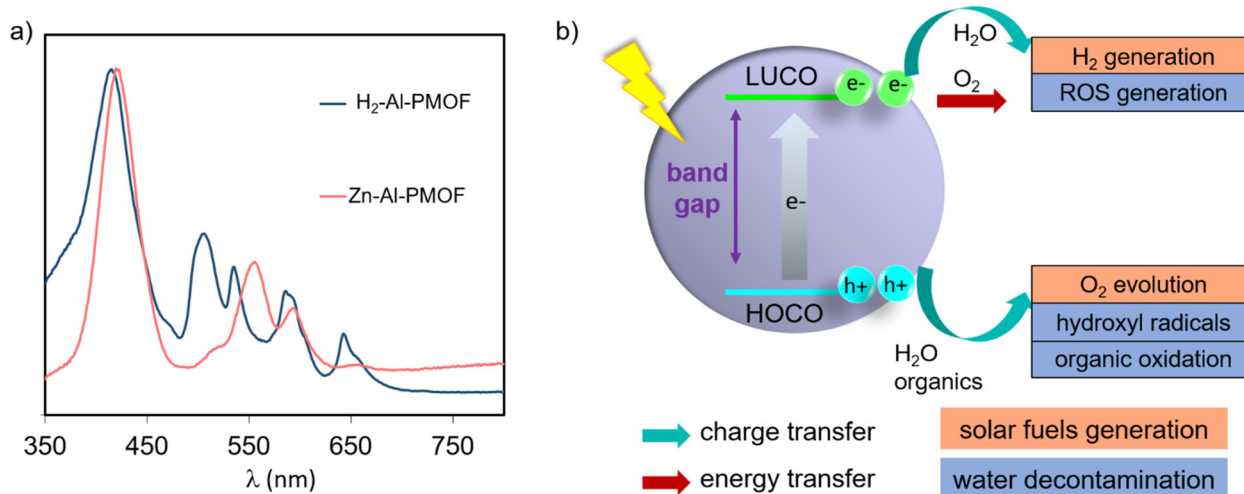 a)
H₂-Al-PMOF
Zn-Al-PMOF
350 450 550 650 750
λ (nm)
b)
H₂O
LUCO
e- e-
O₂
H₂ generation
ROS generation
band
gap
e-
h+ h+
HOCO
O₂ evolution
hydroxyl radicals
organic oxidation
H₂O
organics
charge transfer
solar fuels generation
energy transfer
water decontamination